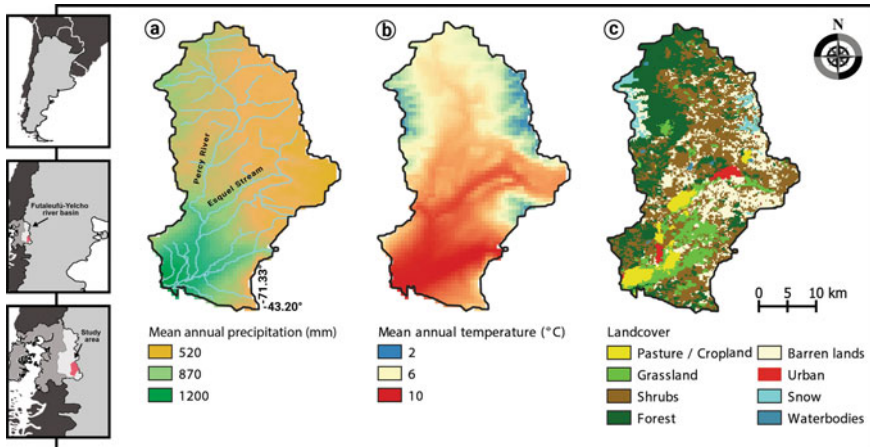 Futaleufú-Yelcho
river basin
Study
area
a
Percy River
Esquel Stream
-71.33°
-43.20°
Mean annual precipitation (mm)
520
870
1200
b
Mean annual temperature (°C)
2
6
10
c
N
0 5 10 km
Landcover
Pasture / Cropland
Grassland
Shrubs
Forest
Barren lands
Urban
Snow
Waterbodies